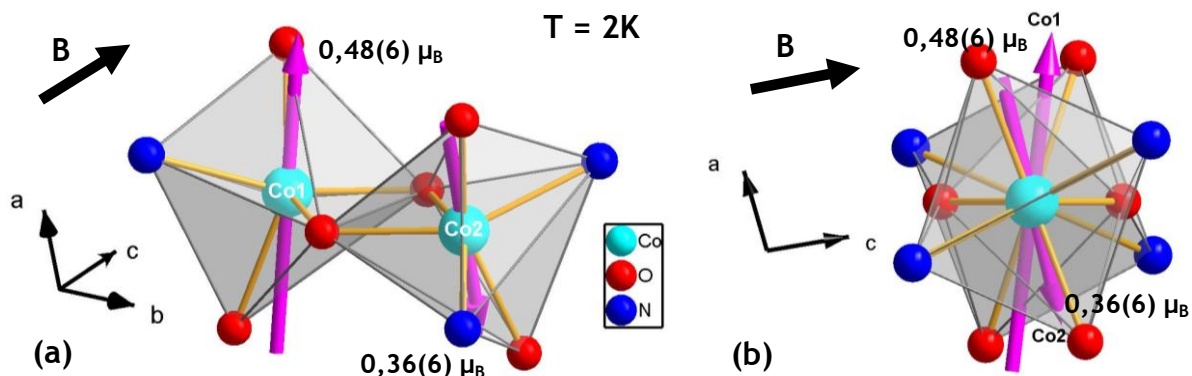 B
0,48(6) μB
T = 2K
Co1
Co2
a
c
b
Co
O
N
(a)
0,36(6) μB
B
0,48(6) μB
Co1
a
c
0,36(6) μB
Co2
(b)